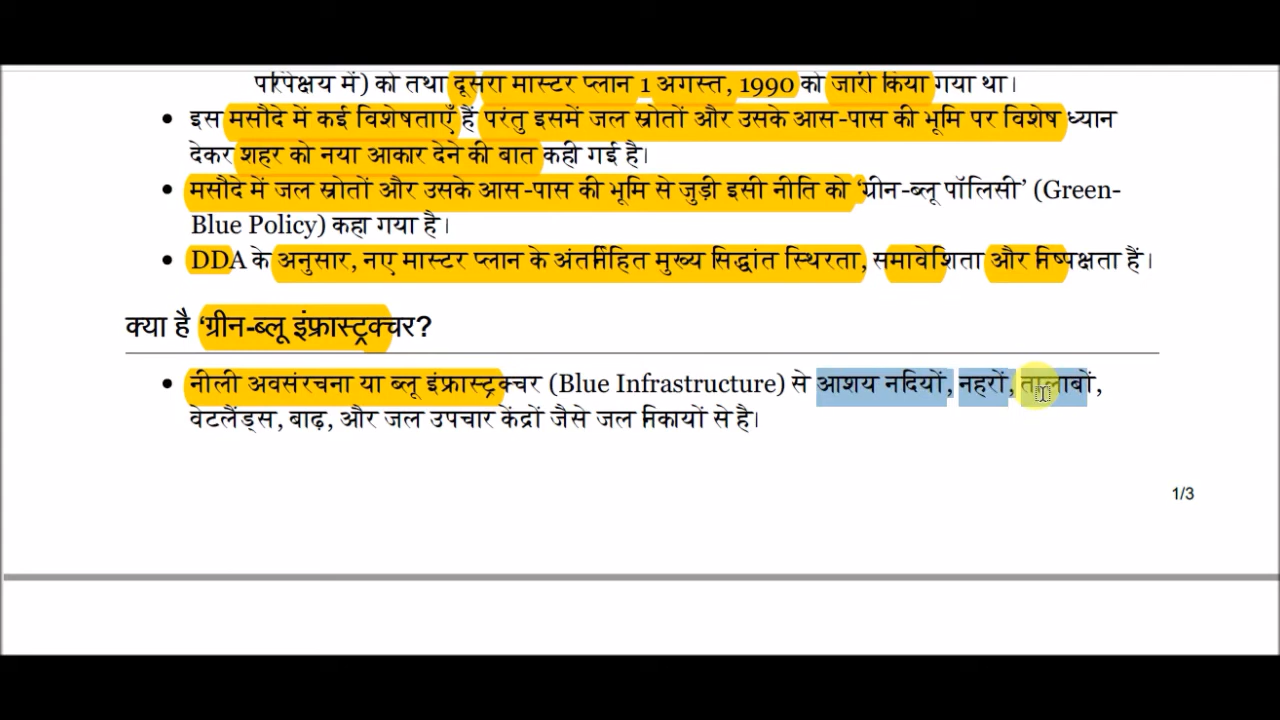 परिपेक्षय में) को तथा दूसरा मास्टर प्लान 1 अगस्त, 1990 को जारी किया गया था।
• इस मसौदे में कई विशेषताएँ हैं परंतु इसमें जल स्रोतों और उसके आस-पास की भूमि पर विशेष ध्यान
देकर शहर को नया आकार देने की बात कही गई है।
• मसौदे में जल स्रोतों और उसके आस-पास की भूमि से जुड़ी इसी नीति को ‘ग्रीन-ब्लू पॉलिसी’ (Green-
Blue Policy) कहा गया है।
• DDA के अनुसार, नए मास्टर प्लान के अंतर्निहित मुख्य सिद्धांत स्थिरता, समावेशिता और निष्पक्षता हैं।
क्या है ‘ग्रीन-ब्लू इंफ्रास्ट्रक्चर?
• नीली अवसंरचना या ब्लू इंफ्रास्ट्रक्चर (Blue Infrastructure) से आशय नदियों, नहरों, तालाबों,
वेटलैंड्स, बाढ़, और जल उपचार केंद्रों जैसे जल निकायों से है।
1/3